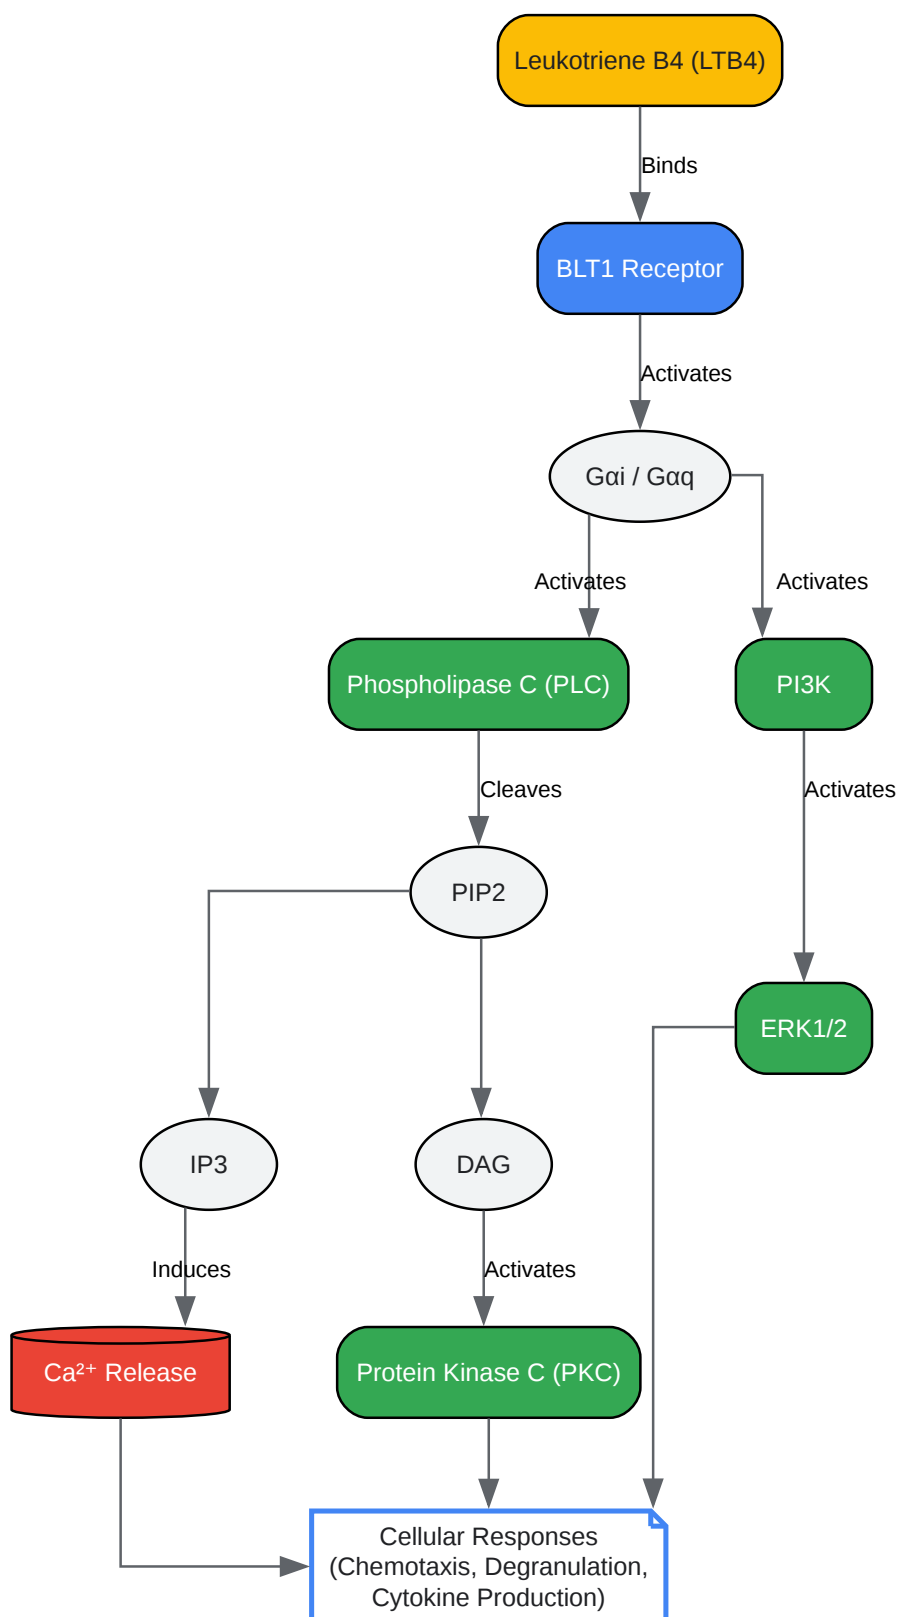 Leukotriene B4 (LTB4)
Binds
BLT1 Receptor
Activates
Gαi / Gαq
Activates
Activates
Phospholipase C (PLC)
PI3K
Cleaves
Activates
PIP2
ERK1/2
IP3
DAG
Induces
Activates
Ca²⁺ Release
Protein Kinase C (PKC)
Cellular Responses
(Chemotaxis, Degranulation,
Cytokine Production)